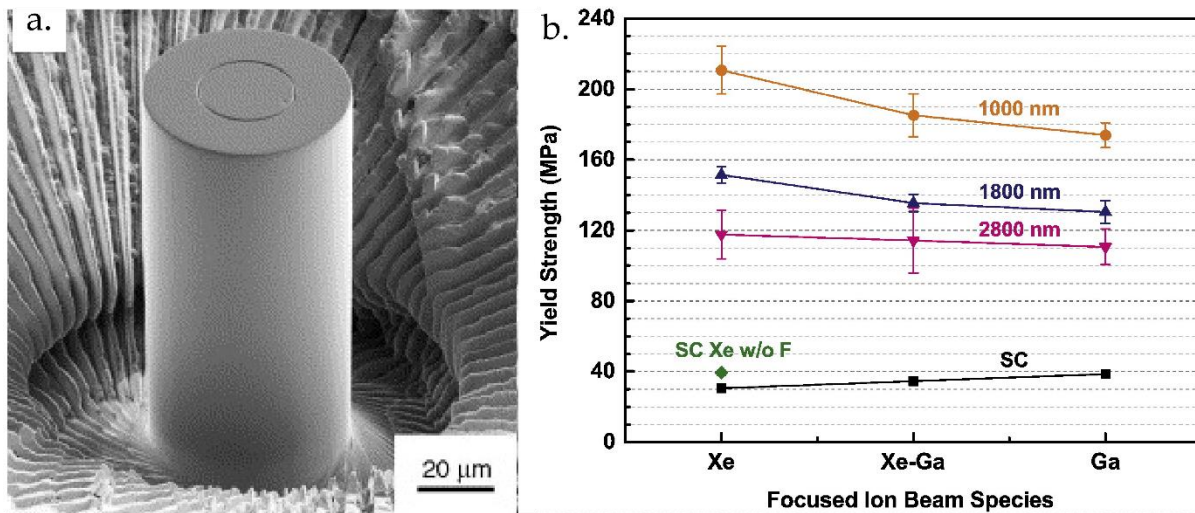 a.
20 μm
b.
Yield Strength (MPa)
240
200
160
120
80
40
0
1000 nm
1800 nm
2800 nm
SC Xe w/o F
SC
Xe
Xe-Ga
Ga
Focused Ion Beam Species